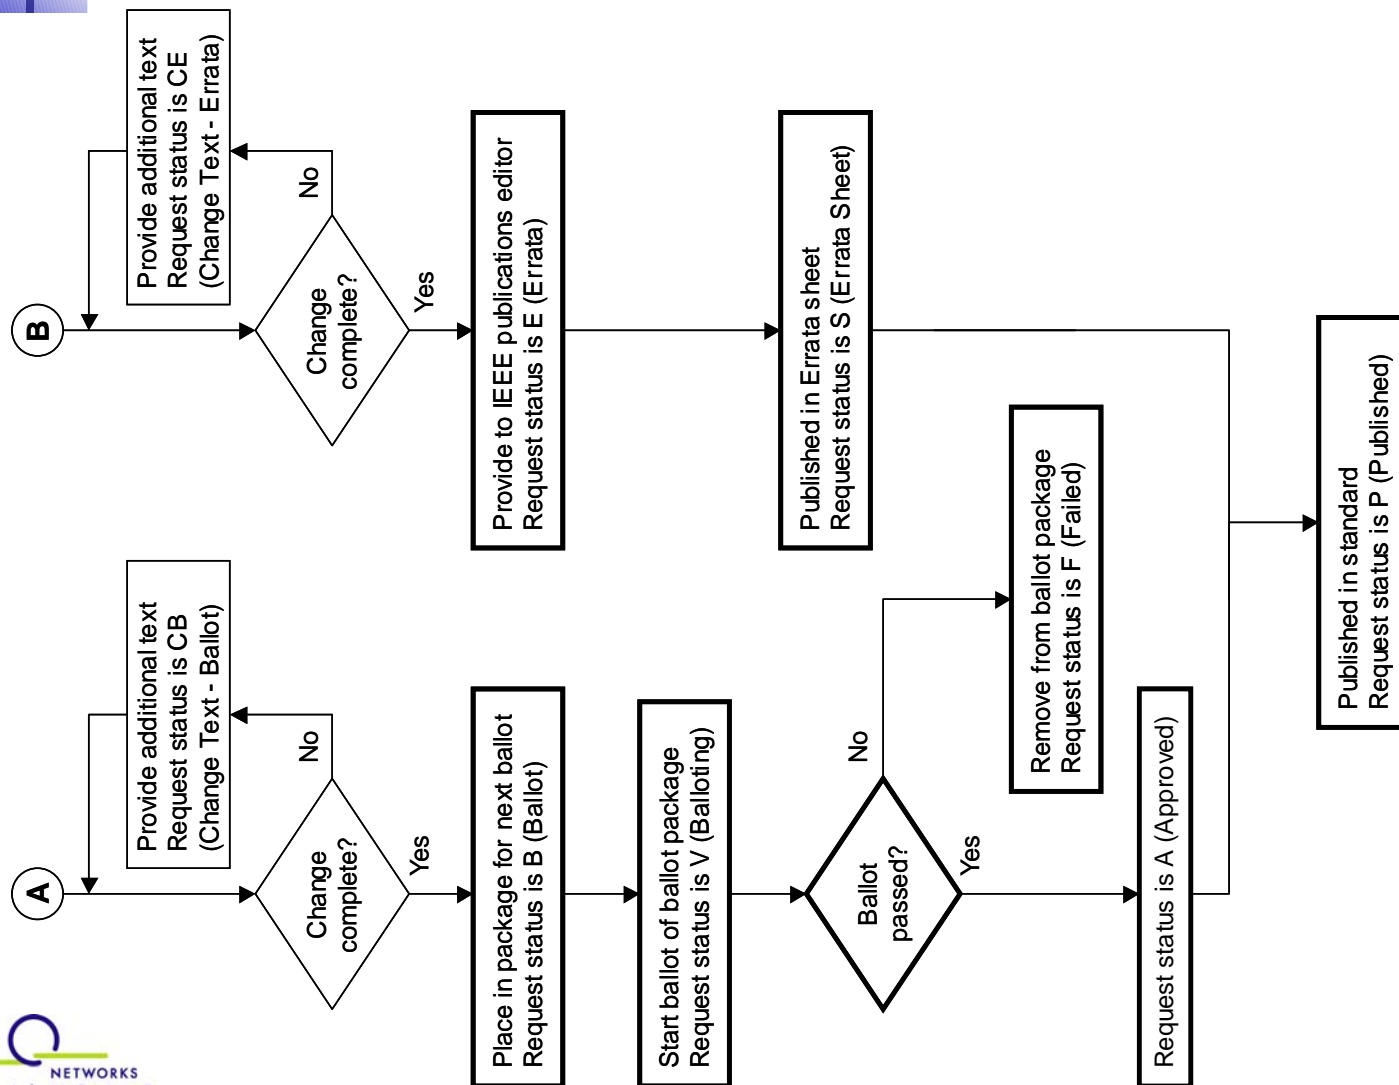 A
Provide additional text
Request status is CB
(Change Text - Ballot)
Change
complete?
No
Yes
Place in package for next ballot
Request status is B (Ballot)
Start ballot of ballot package
Request status is V (Balloting)
Ballot
passed?
No
Yes
Remove from ballot package
Request status is F (Failed)
Request status is A (Approved)
B
Provide additional text
Request status is CE
(Change Text - Errata)
Change
complete?
No
Yes
Provide to IEEE publications editor
Request status is E (Errata)
Published in Errata sheet
Request status is S (Errata Sheet)
Published in standard
Request status is P (Published)
NETWORKS